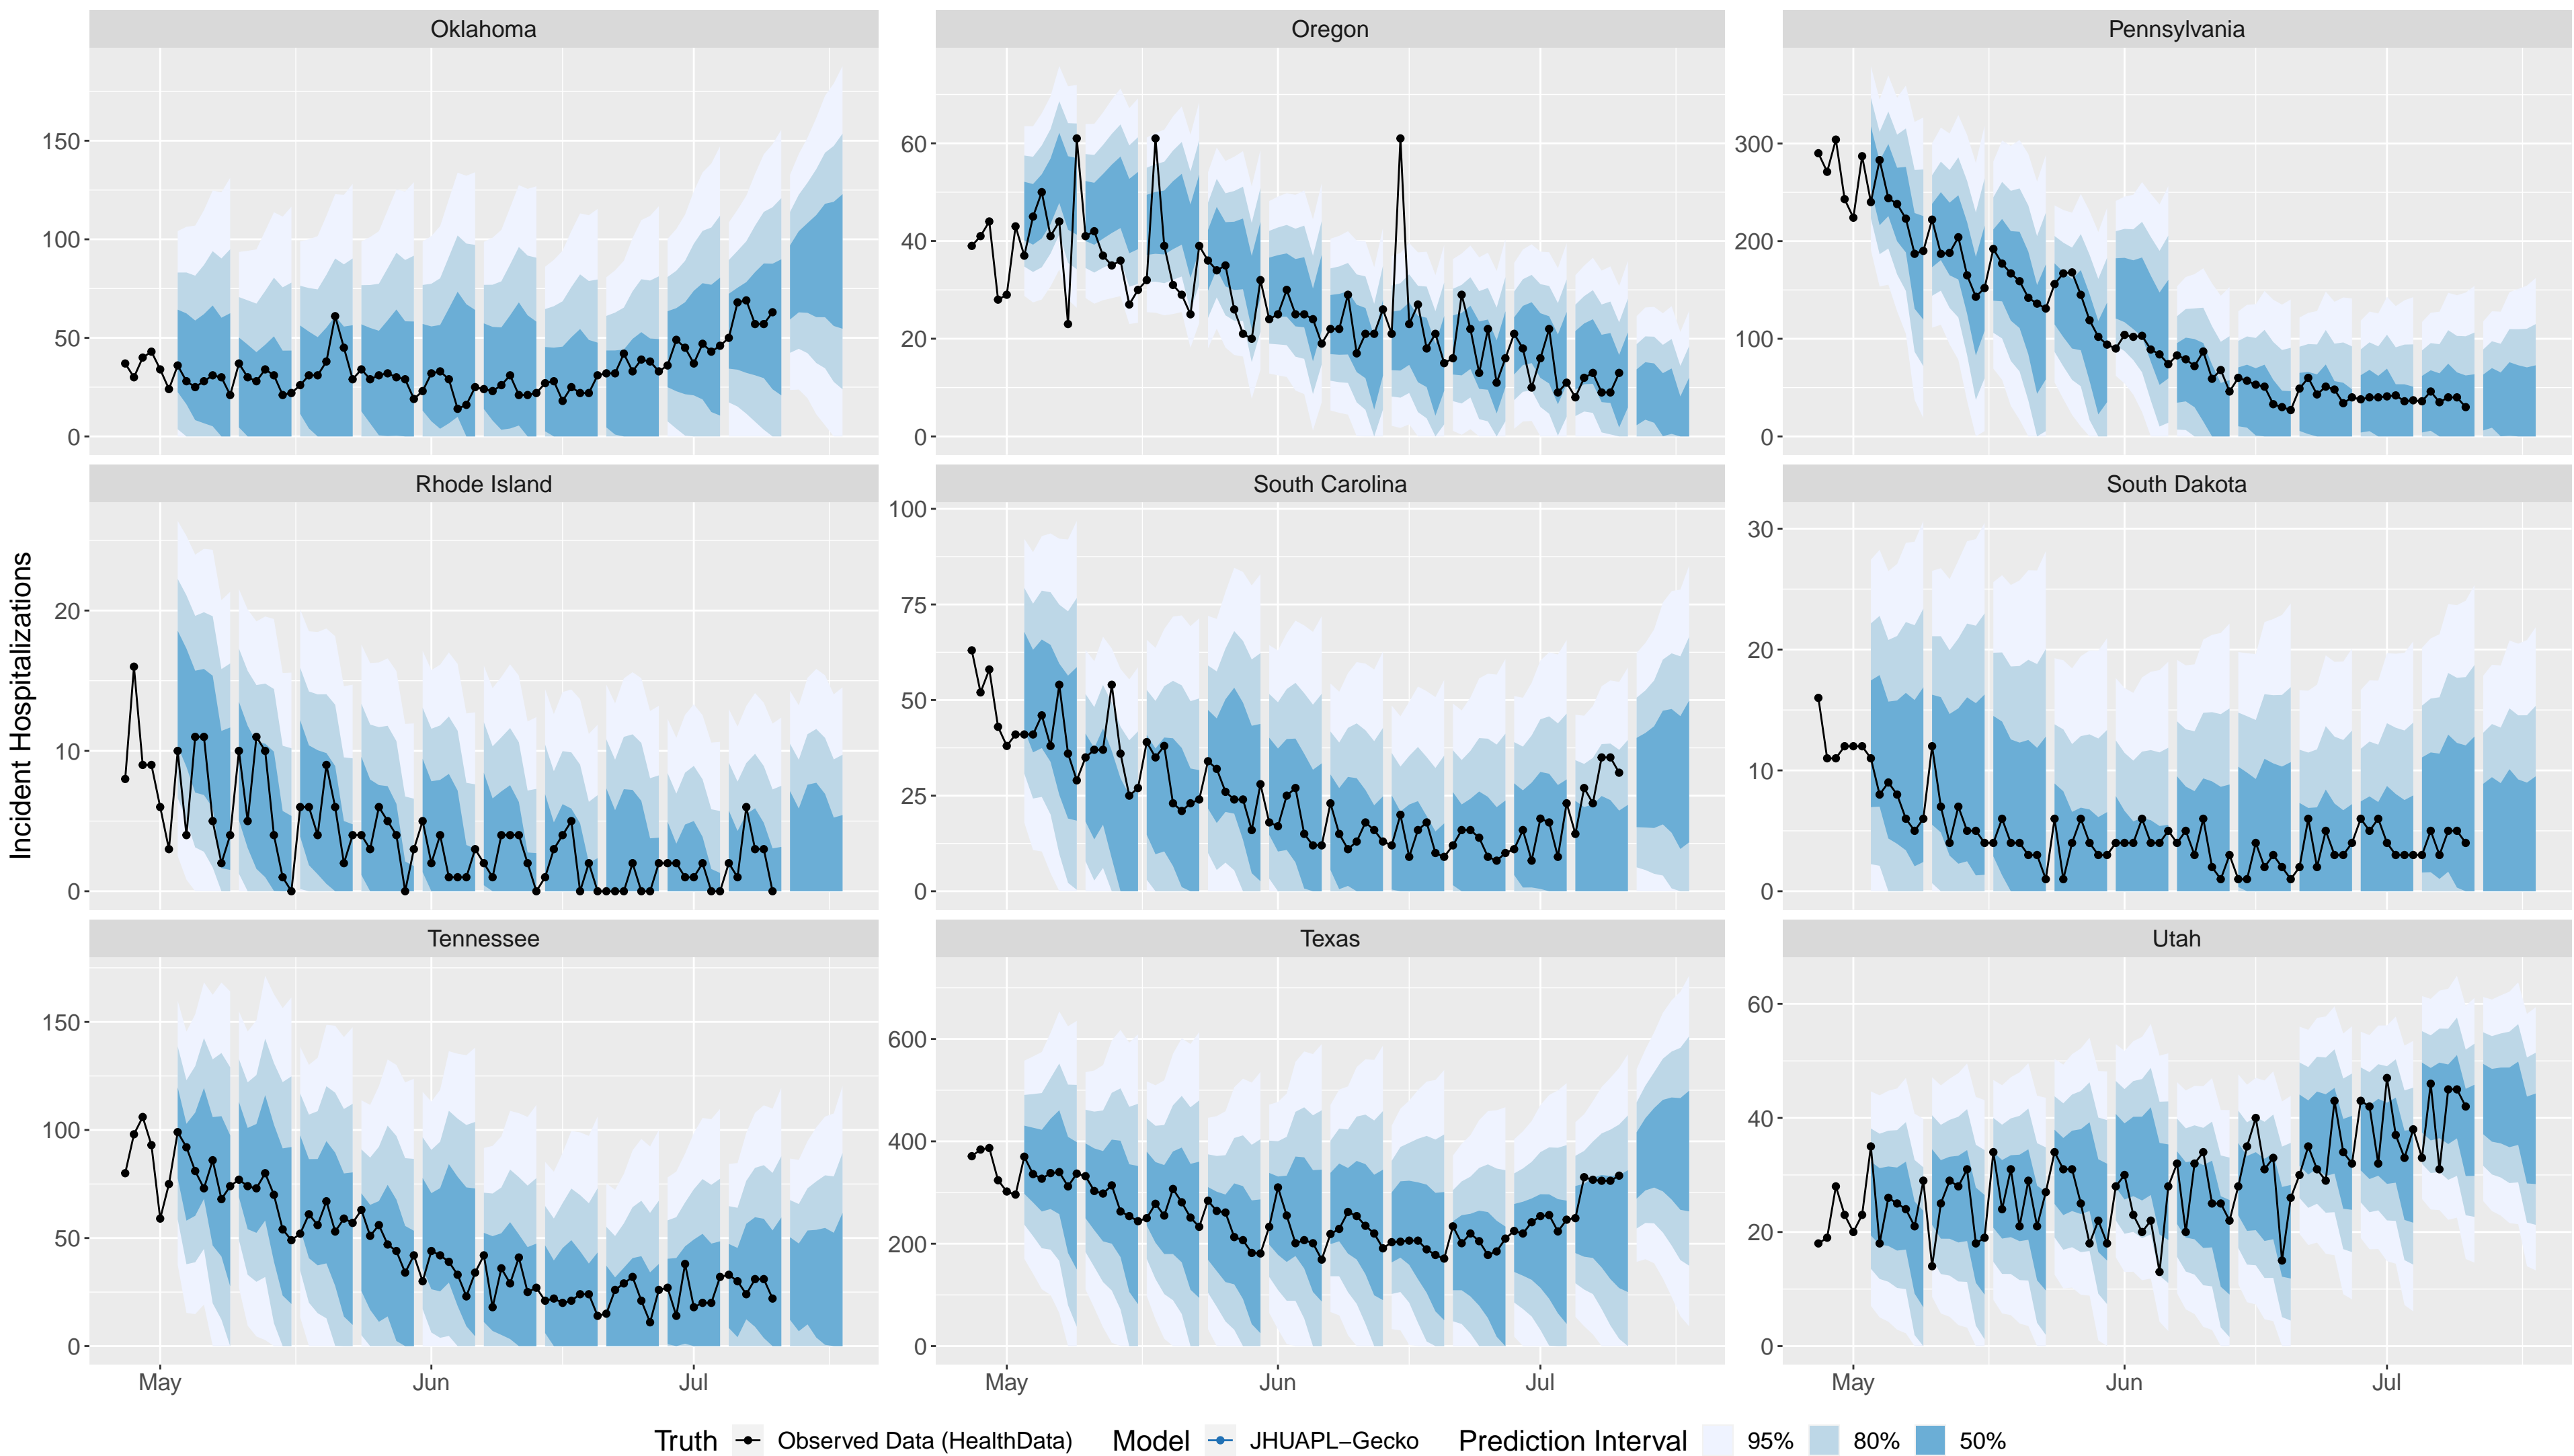 Oklahoma Oregon Pennsylvania
150 60 300
100 40 200
50 20 100
0 0 0
Rhode Island South Carolina South Dakota
Incident Hospitalizations
20 100 30
10 75 20
0 50 10
25 0
0
Tennessee Texas Utah
150 600 60
100 400 40
50 200 20
0 0 0
May Jun Jul May Jun Jul May Jun Jul
Truth Observed Data (HealthData) Model JHUAPL−Gecko Prediction Interval 95% 80% 50%